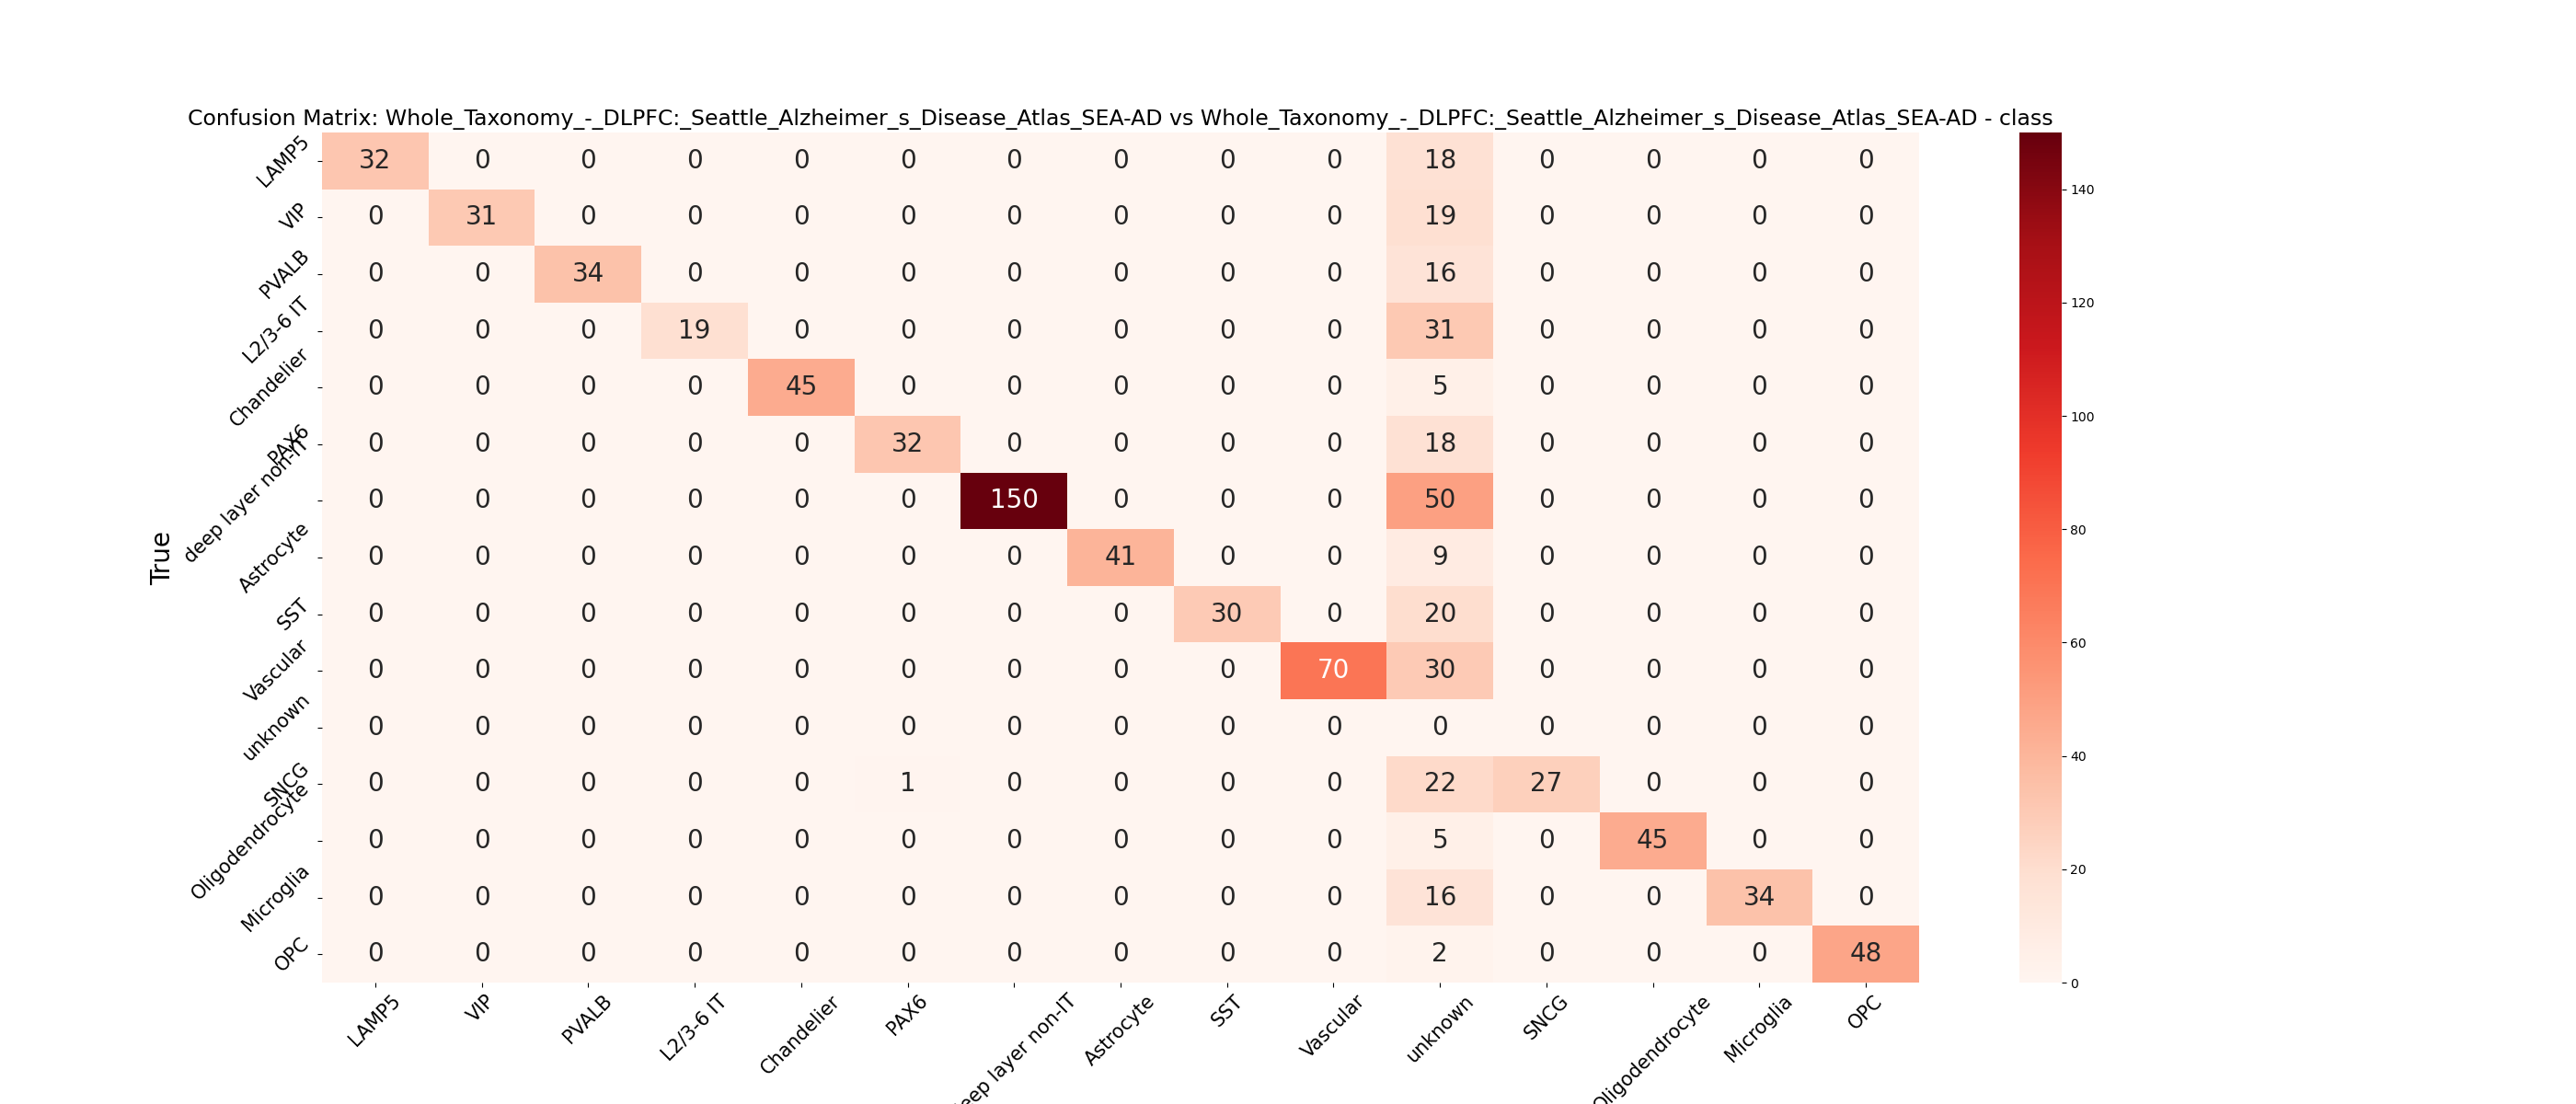 Confusion Matrix: Whole_Taxonomy_-_DLPFC:_Seattle_Alzheimer_s_Disease_Atlas_SEA-AD vs Whole_Taxonomy_-_DLPFC:_Seattle_Alzheimer_s_Disease_Atlas_SEA-AD - class
True
LAMP5 32 0 0 0 0 0 0 0 0 0 18 0 0 0 0
VIP 0 31 0 0 0 0 0 0 0 0 19 0 0 0 0
PVALB 0 0 34 0 0 0 0 0 0 0 16 0 0 0 0
L2/3-6 IT 0 0 0 19 0 0 0 0 0 0 31 0 0 0 0
Chandelier 0 0 0 0 45 0 0 0 0 0 5 0 0 0 0
PAX6 0 0 0 0 0 32 0 0 0 0 18 0 0 0 0
deep layer non-IT 0 0 0 0 0 0 150 0 0 0 50 0 0 0 0
Astrocyte 0 0 0 0 0 0 0 41 0 0 9 0 0 0 0
SST 0 0 0 0 0 0 0 0 30 0 20 0 0 0 0
Vascular 0 0 0 0 0 0 0 0 0 70 30 0 0 0 0
unknown 0 0 0 0 0 0 0 0 0 0 0 0 0 0 0
SNCG 0 0 0 0 0 1 0 0 0 0 22 27 0 0 0
Oligodendrocyte 0 0 0 0 0 0 0 0 0 0 5 0 45 0 0
Microglia 0 0 0 0 0 0 0 0 0 0 16 0 0 34 0
OPC 0 0 0 0 0 0 0 0 0 0 2 0 0 0 48
LAMP5 VIP PVALB L2/3-6 IT Chandelier PAX6 eep layer non-IT Astrocyte SST Vascular unknown SNCG Oligodendrocyte Microglia OPC
140
120
100
80
60
40
20
0